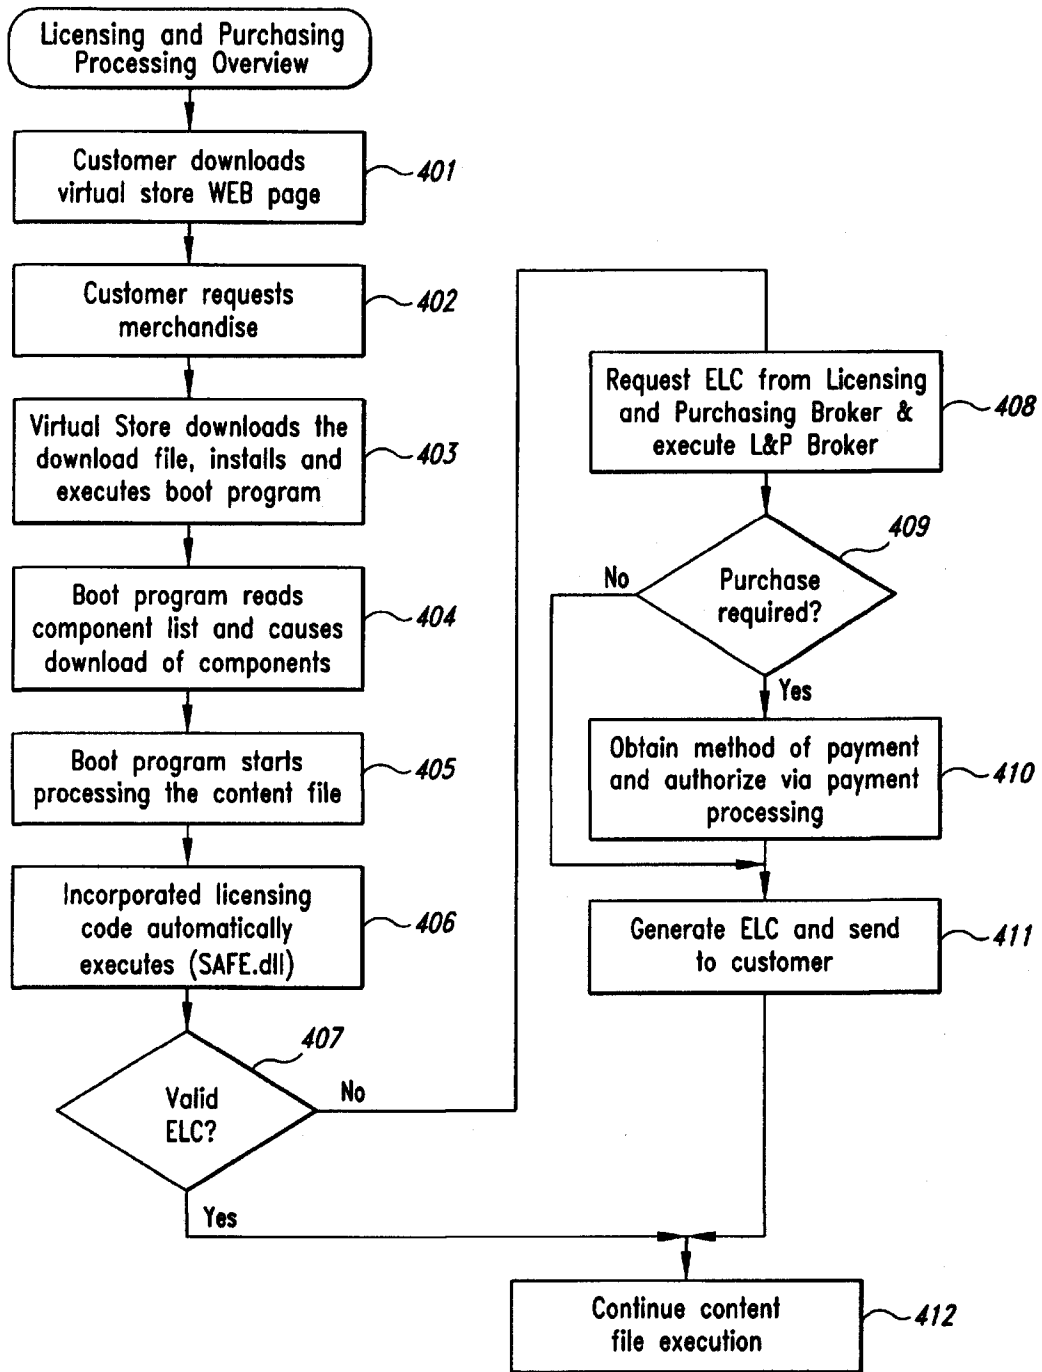 Licensing and Purchasing
Processing Overview
Customer downloads
virtual store WEB page
401
Customer requests
merchandise
402
Virtual Store downloads the
download file, installs and
executes boot program
403
Boot program reads
component list and causes
download of components
404
Boot program starts
processing the content file
405
Incorporated licensing
code automatically
executes (SAFE.dll)
406
Valid
ELC?
407
No
Yes
Request ELC from Licensing
and Purchasing Broker &
execute L&P Broker
408
Purchase
required?
409
No
Yes
Obtain method of payment
and authorize via payment
processing
410
Generate ELC and send
to customer
411
Continue content
file execution
412